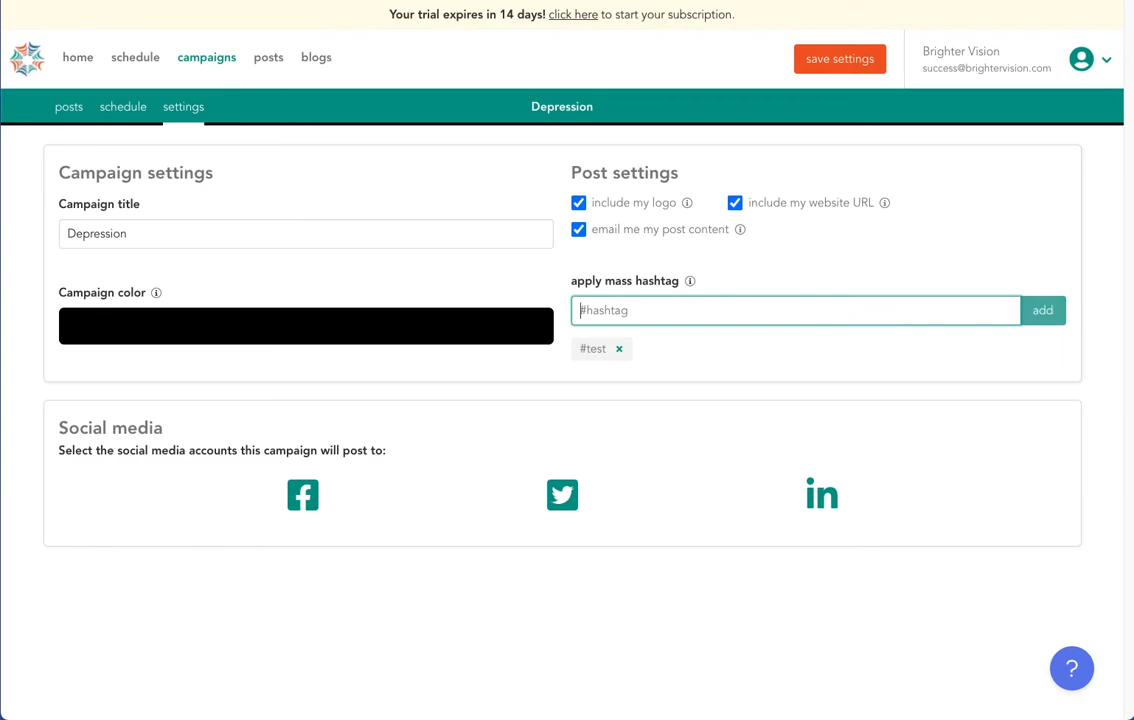 Your trial expires in 14 days! click here to start your subscription.
home schedule campaigns posts blogs
save settings
Brighter Vision
success@brightervision.com
posts schedule settings
Depression
Campaign settings
Campaign title
Depression
Campaign color
Post settings
include my logo
include my website URL
email me my post content
apply mass hashtag
#hashtag
add
#test ×
Social media
Select the social media accounts this campaign will post to:
in
?